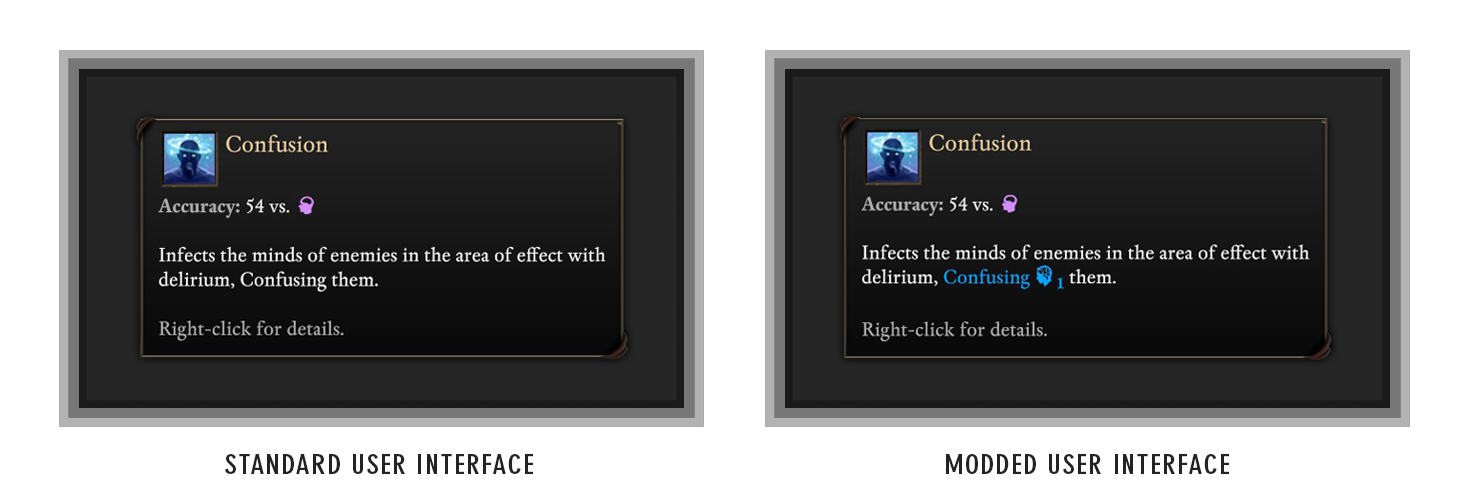 Confusion
Accuracy: 54 vs.
Infects the minds of enemies in the area of effect with
delirium, Confusing them.
Right-click for details.
STANDARD USER INTERFACE
Confusion
Accuracy: 54 vs.
Infects the minds of enemies in the area of effect with
delirium, Confusing 1 them.
Right-click for details.
MODDED USER INTERFACE